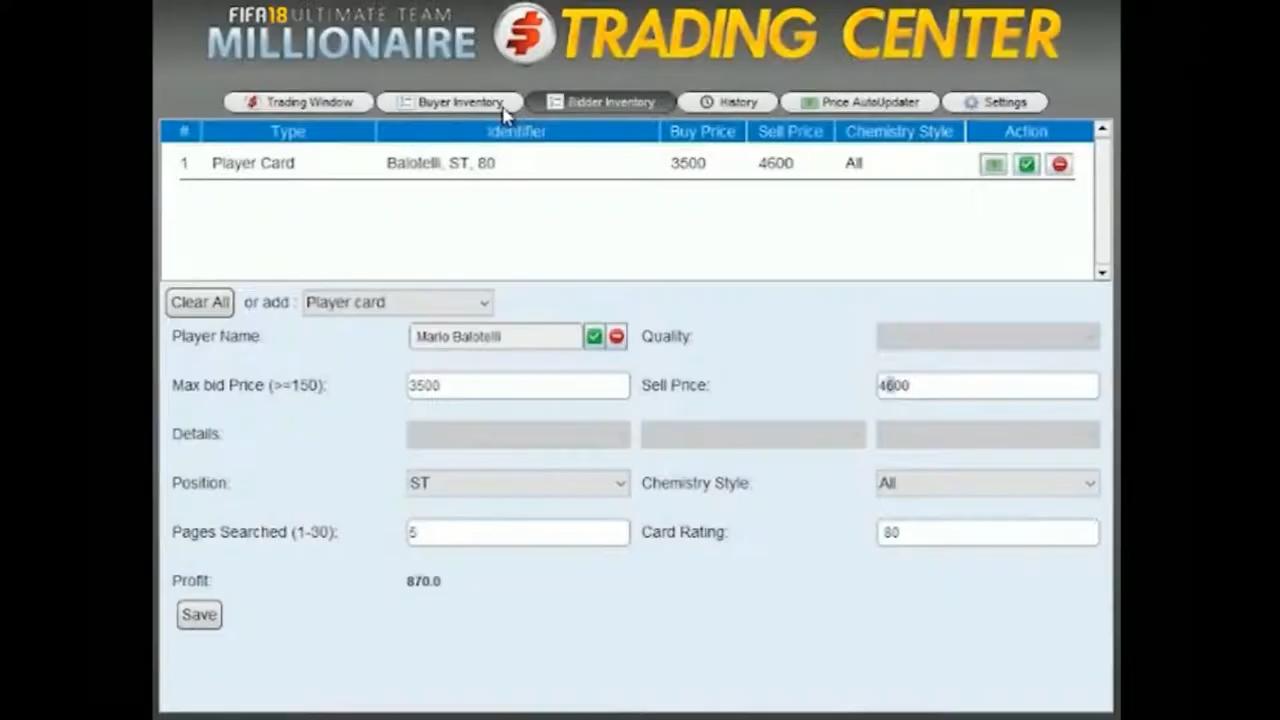 FIFA18 ULTIMATE TEAM
MILLIONAIRE $ TRADING CENTER
Trading Window Buyer Inventory Bidder Inventory History Price AutoUpdater Settings
# Type Identifier Buy Price Sell Price Chemistry Style Action
1 Player Card Balotelli, ST, 80 3500 4600 All
Clear All or add : Player card
Player Name: Mario Balotelli Quality:
Max bid Price (>=150): 3500 Sell Price: 4600
Details:
Position: ST Chemistry Style: All
Pages Searched (1-30): 5 Card Rating: 80
Profit: 870.0
Save